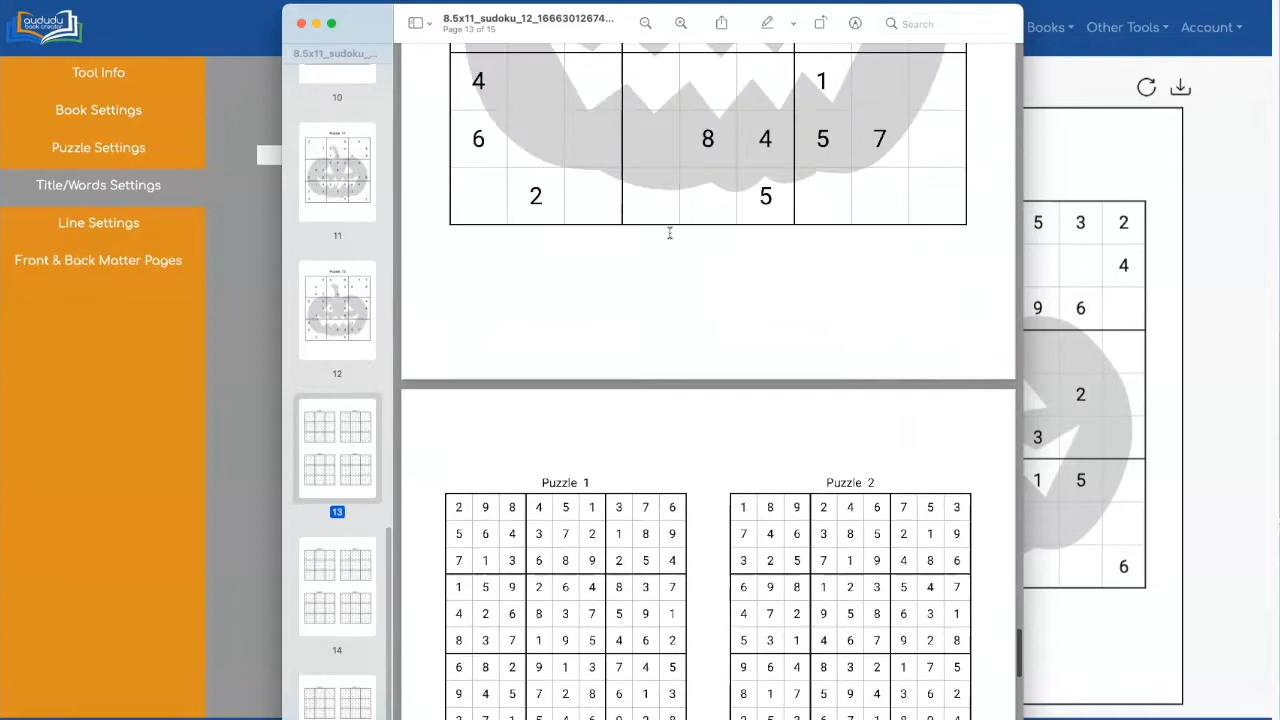 aududu
book creator
Books
Other Tools
Account
Tool Info
Book Settings
Puzzle Settings
Title/Words Settings
Line Settings
Front & Back Matter Pages
8.5x11_sudoku_12_16663012674...
Page 13 of 15
Search
8.5x11_sudoku_...
10
11
12
13
14
4 1
6 8 4 5 7
2 5
Puzzle 1
2 9 8 4 5 1 3 7 6
5 6 4 3 7 2 1 8 9
7 1 3 6 8 9 2 5 4
1 5 9 2 6 4 8 3 7
4 2 6 8 3 7 5 9 1
8 3 7 1 9 5 4 6 2
6 8 2 9 1 3 7 4 5
9 4 5 7 2 8 6 1 3
Puzzle 2
1 8 9 2 4 6 7 5 3
7 4 6 3 8 5 2 1 9
3 2 5 7 1 9 4 8 6
6 9 8 1 2 3 5 4 7
4 7 2 9 5 8 6 3 1
5 3 1 4 6 7 9 2 8
9 6 4 8 3 2 1 7 5
8 1 7 5 9 4 3 6 2
5 3 2
4
9 6
2
3
1 5
6